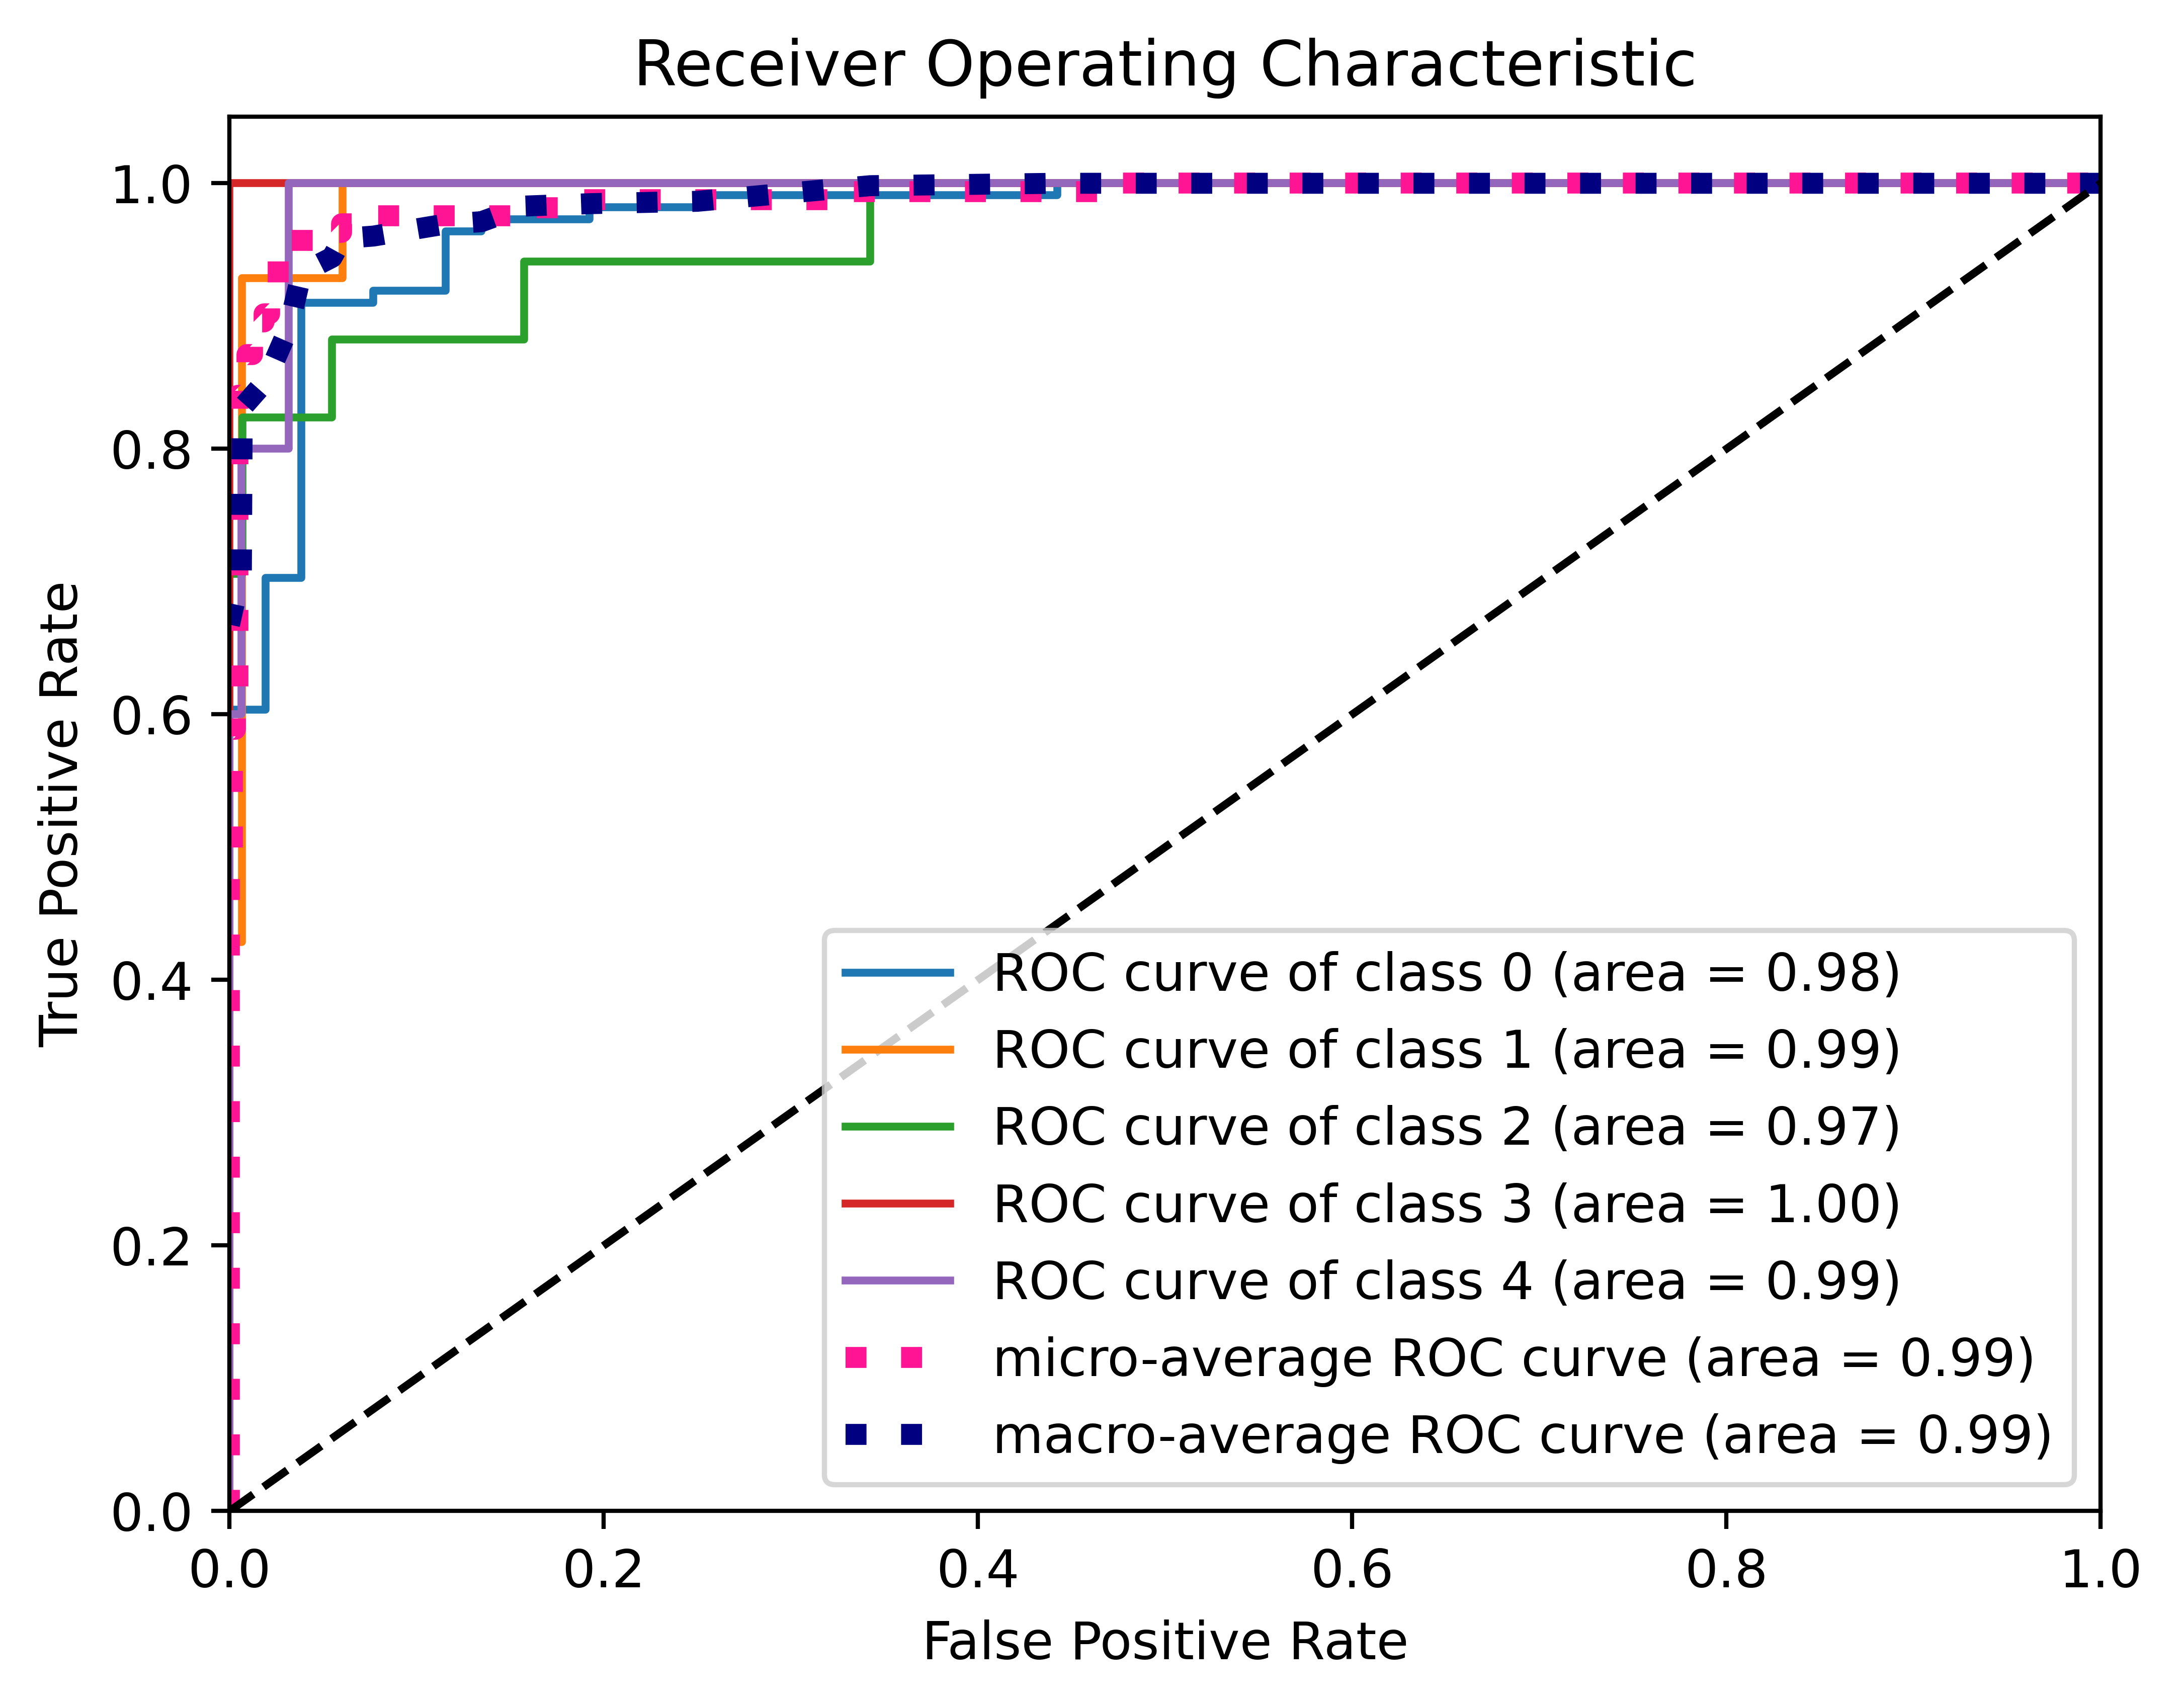 Receiver Operating Characteristic
1.0
0.8
0.6
0.4
0.2
0.0
True Positive Rate
ROC curve of class 0 (area = 0.98)
ROC curve of class 1 (area = 0.99)
ROC curve of class 2 (area = 0.97)
ROC curve of class 3 (area = 1.00)
ROC curve of class 4 (area = 0.99)
micro-average ROC curve (area = 0.99)
macro-average ROC curve (area = 0.99)
0.0 0.2 0.4 0.6 0.8 1.0
False Positive Rate